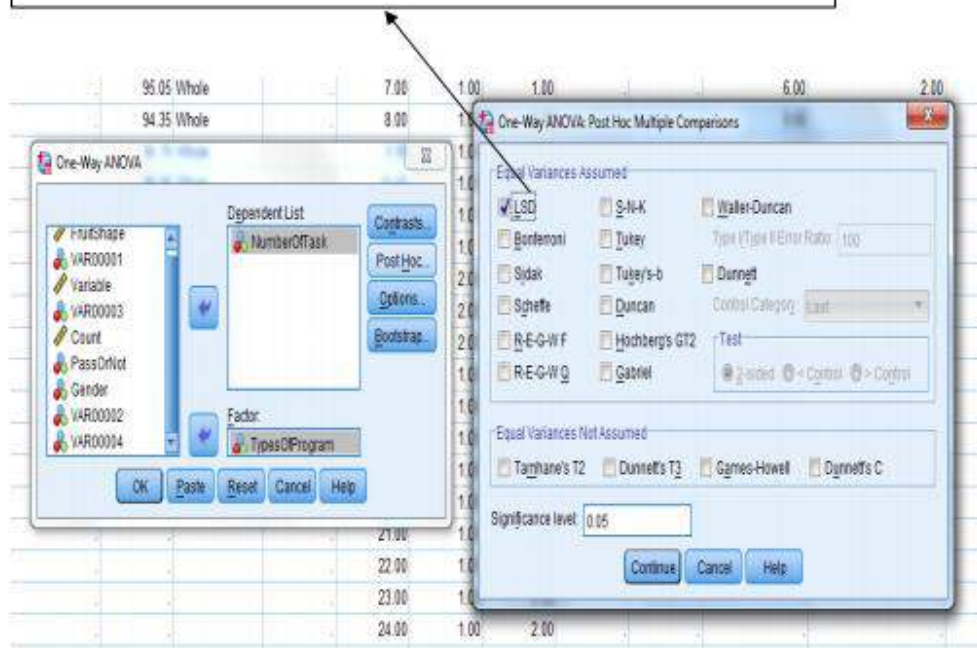 95.05 Whole 7.00 1.00 1.00 6.00 2.00
94.35 Whole 8.00
One-Way ANOVA
FruitShape
VAR00001
Variable
VAR00003
Count
PassOrNot
Gender
VAR00002
VAR00004
Dependent List:
NumberOfTask
Factor:
TypesOfProgram
Contrasts...
Post Hoc...
Options...
Bootstrap...
OK Paste Reset Cancel Help
One-Way ANOVA: Post Hoc Multiple Comparisons
Equal Variances Assumed
LSD S-N-K Waller-Duncan
Bonferroni Tukey Type I/Type II Error Ratio: 100
Sidak Tukey's-b Dunnett
Scheffe Duncan Control Category: Last
R-E-G-W F Hochberg's GT2 Test
R-E-G-W Q Gabriel 2-sided < Control > Control
Equal Variances Not Assumed
Tamhane's T2 Dunnett's T3 Games-Howell Dunnett's C
Significance level: 0.05
Continue Cancel Help
21.00
22.00
23.00
24.00 1.00 2.00